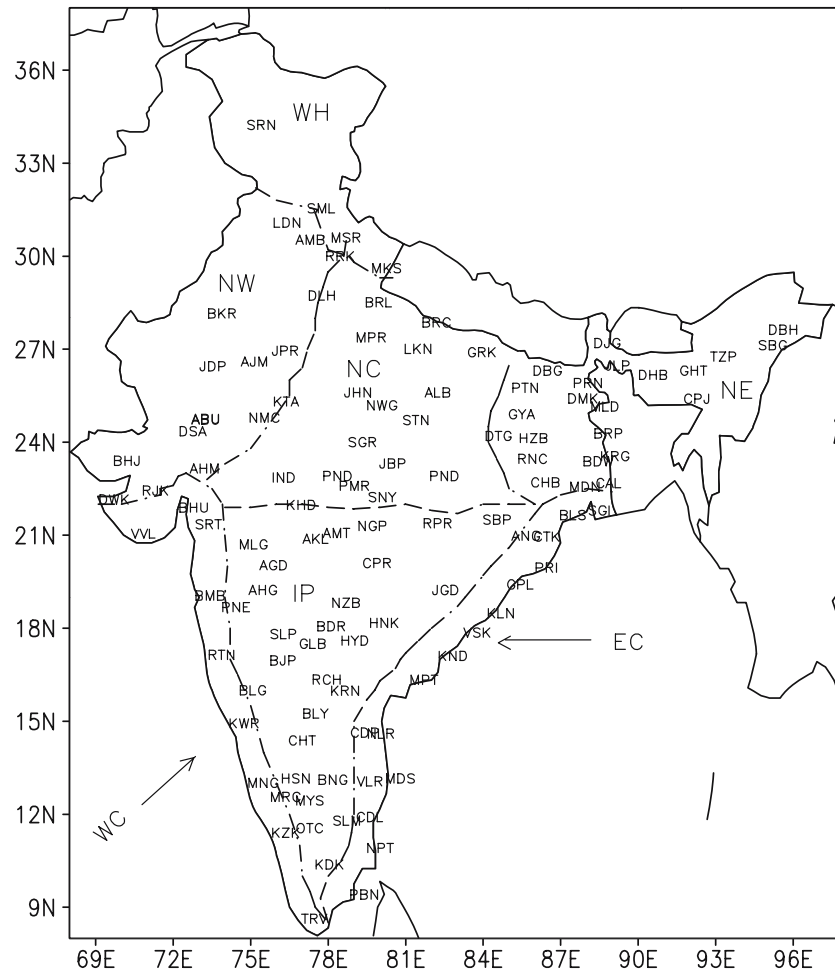 36N
WH
SRN
33N
SML
LDN
AMB MSR
30N
RRK
MKS
NW
DLH
BRL
BKR
BRC
DJG
DBH
MPR
SBG
27N
JPR
LKN
GRK
TZP
AJM
JDP
NC
DBG
DHB
GHT
NE
PTN
PRN
JHN
ALB
DMK
CPJ
KTA
NWG
MLD
GYA
ABU
NMC
STN
DSA
BRP
24N
SGR
DTG
HZB
KRG
BHJ
JBP
RNC
BDW
AHM
IND
PND
PND
PMR
CHB
CAL
MDN
RJK
DWK
SNY
BHU
KHD
SGL
BLS
SRT
NGP
RPR
SBP
21N
VVL
AMT
AKL
ANG
CTK
MLG
AGD
CPR
PRI
AHG
IP
JGD
GPL
BMB
PNE
NZB
KLN
18N
HNK
BDR
SLP
HYD
VSK
EC
GLB
RTN
BJP
KND
RCH
MPT
BLG
KRN
15N
KWR
BLY
CDP
NLR
CHT
MNG
HSN
BNG
VLR
MDS
MRC
MYS
12N
WC
KZK
OTC
SLM
CDL
NPT
KDK
9N
PBN
TRV
69E 72E 75E 78E 81E 84E 87E 90E 93E 96E